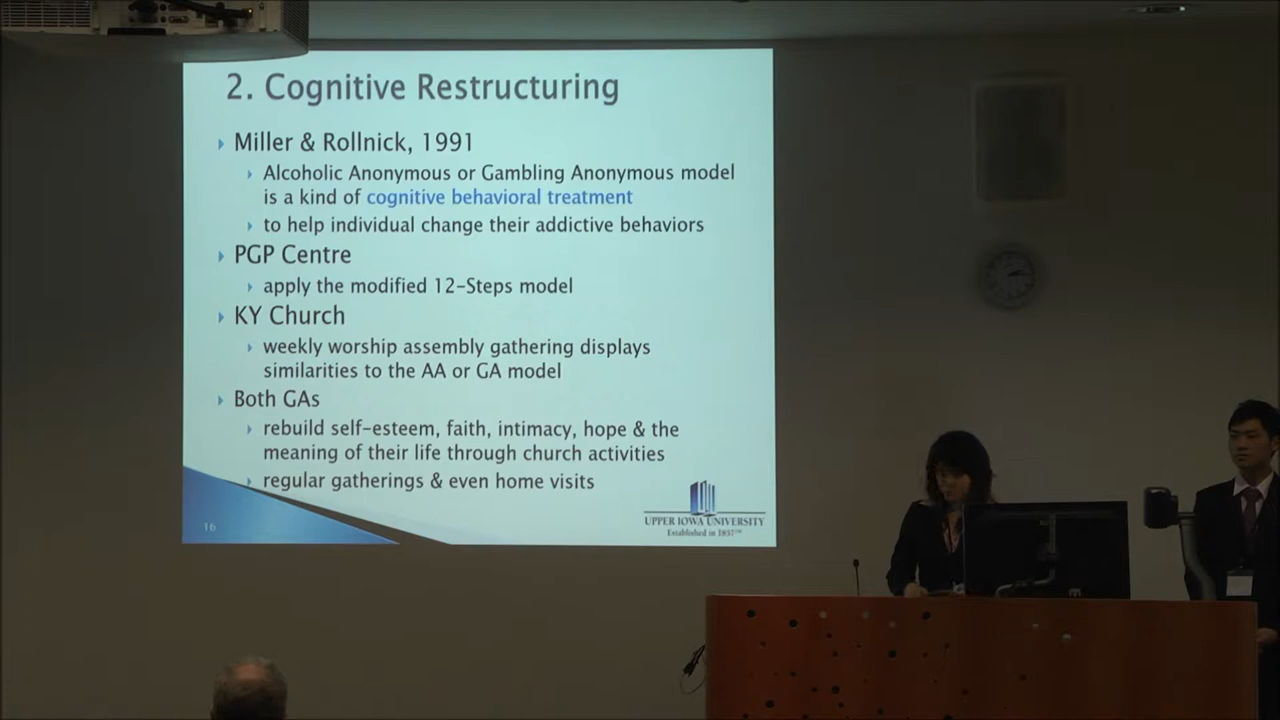 2. Cognitive Restructuring
Miller & Rollnick, 1991
Alcoholic Anonymous or Gambling Anonymous model
is a kind of cognitive behavioral treatment
to help individual change their addictive behaviors
PGP Centre
apply the modified 12-Steps model
KY Church
weekly worship assembly gathering displays
similarities to the AA or GA model
Both GAs
rebuild self-esteem, faith, intimacy, hope & the
meaning of their life through church activities
regular gatherings & even home visits
16
UPPER IOWA UNIVERSITY
Established in 1857™